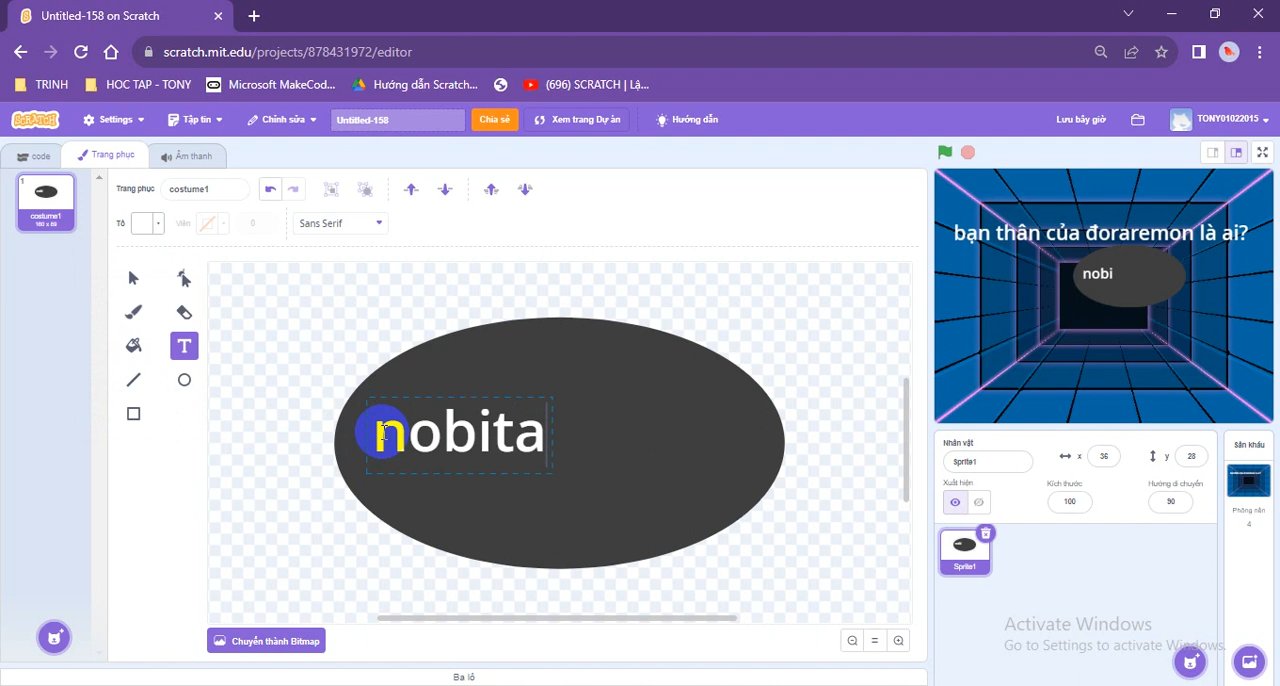 Untitled-158 on Scratch
scratch.mit.edu/projects/878431972/editor
TRINH
HOC TAP - TONY
Microsoft MakeCod...
Hướng dẫn Scratch...
(696) SCRATCH | Lậ...
SCRATCH
Settings
Tập tin
Chỉnh sửa
Untitled-158
Chia sẻ
Xem trang Dự án
Hướng dẫn
Lưu bây giờ
TONY01022015
code
Trang phục
Âm thanh
1
costume1
160 x 89
Trang phục
costume1
Tô
Viền
0
Sans Serif
T
nobita
Chuyển thành Bitmap
Ba lô
bạn thân của đoraremon là ai?
nobi
Nhân vật
Sprite1
x
36
y
28
Xuất hiện
Kích thước
100
Hướng di chuyển
90
Sprite1
Sân khấu
Phông nền
4
Activate Windows
Go to Settings to activate Windows.